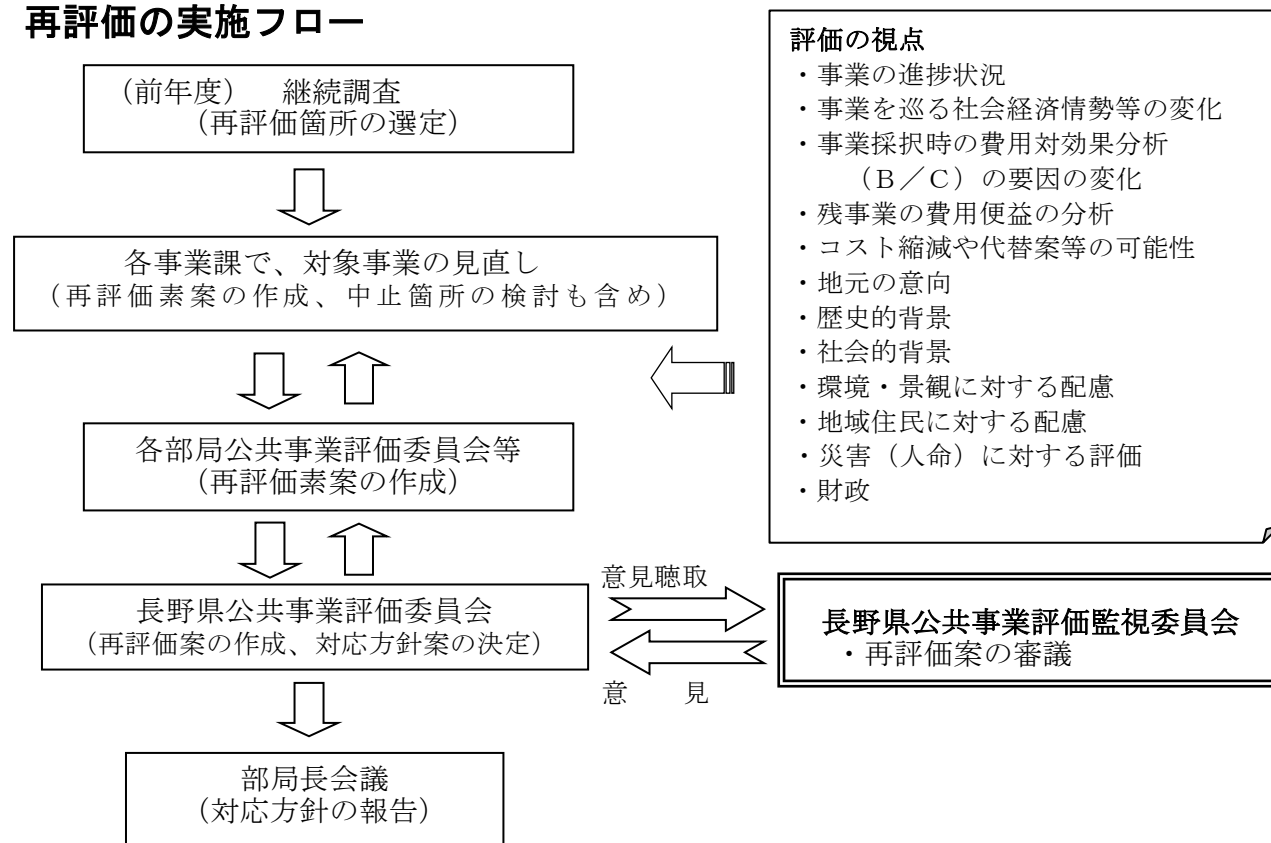 再評価の実施フロー
（前年度）　継続調査
（再評価箇所の選定）
各事業課で、対象事業の見直し
（再評価素案の作成、中止箇所の検討も含め）
各部局公共事業評価委員会等
（再評価素案の作成）
長野県公共事業評価委員会
（再評価案の作成、対応方針案の決定）
部局長会議
（対応方針の報告）
評価の視点
・事業の進捗状況
・事業を巡る社会経済情勢等の変化
・事業採択時の費用対効果分析
（Ｂ／Ｃ）の要因の変化
・残事業の費用便益の分析
・コスト縮減や代替案等の可能性
・地元の意向
・歴史的背景
・社会的背景
・環境・景観に対する配慮
・地域住民に対する配慮
・災害（人命）に対する評価
・財政
意見聴取
意　　見
長野県公共事業評価監視委員会
・再評価案の審議